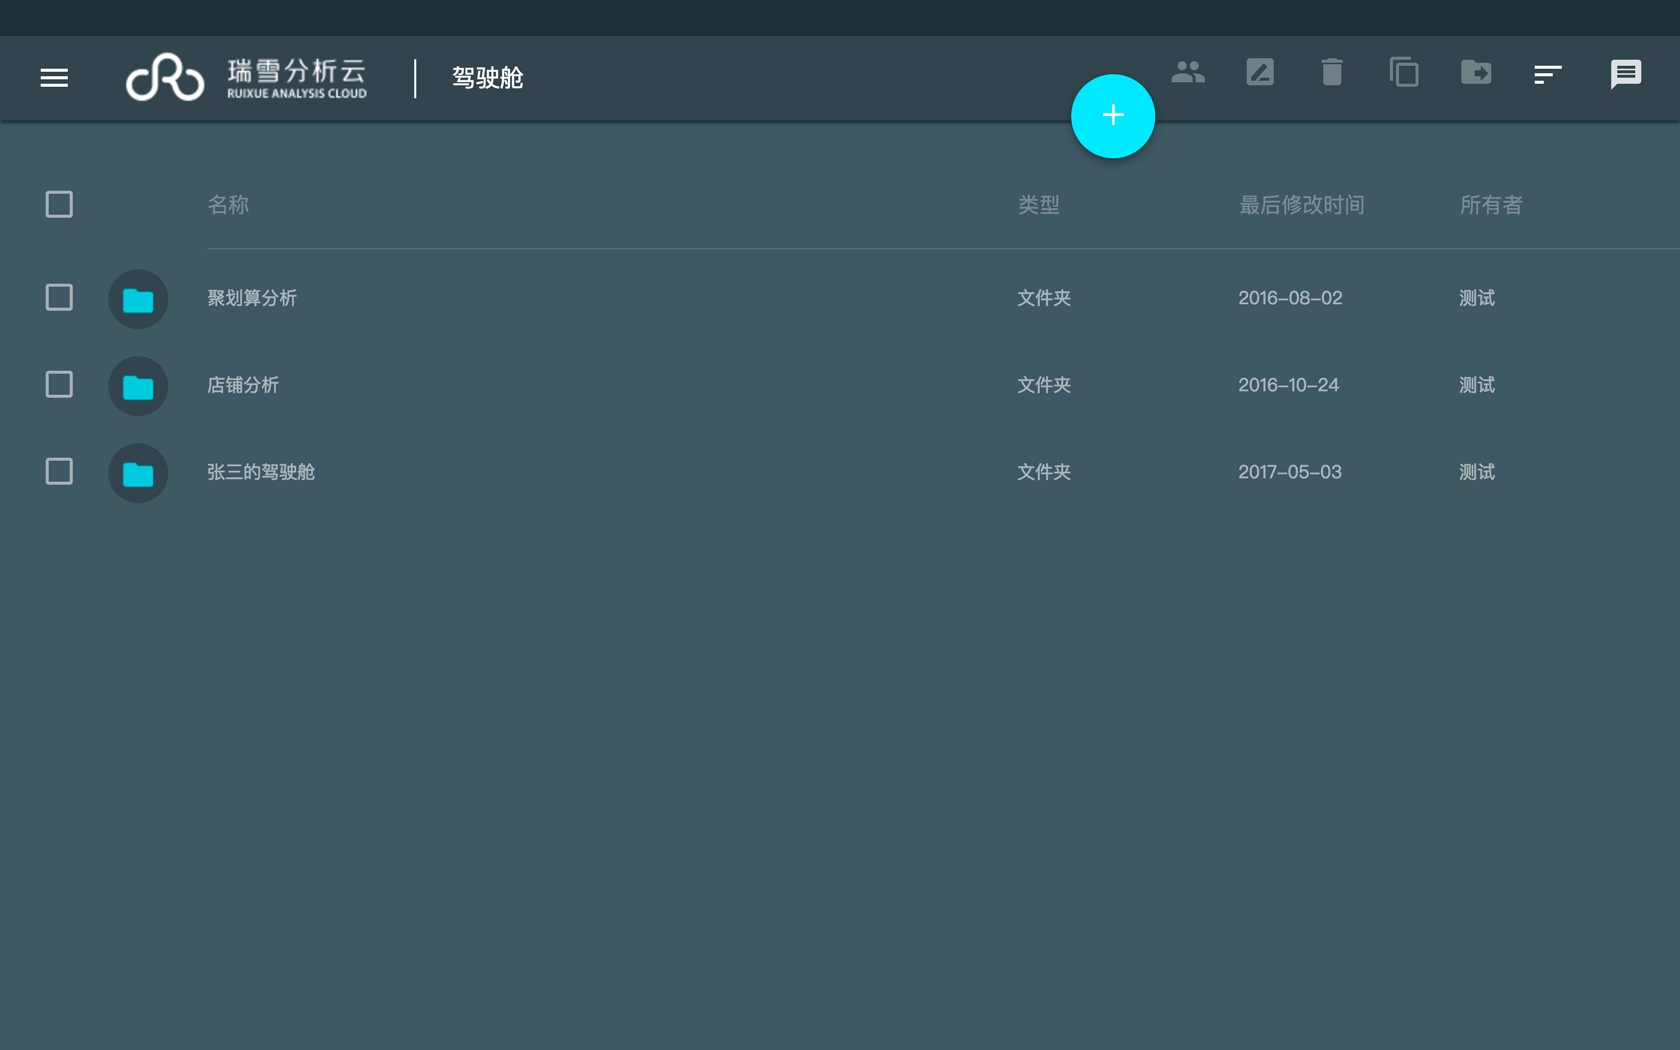 瑞雪分析云
RUIXUE ANALYSIS CLOUD
驾驶舱
名称 类型 最后修改时间 所有者
聚划算分析 文件夹 2016-08-02 测试
店铺分析 文件夹 2016-10-24 测试
张三的驾驶舱 文件夹 2017-05-03 测试